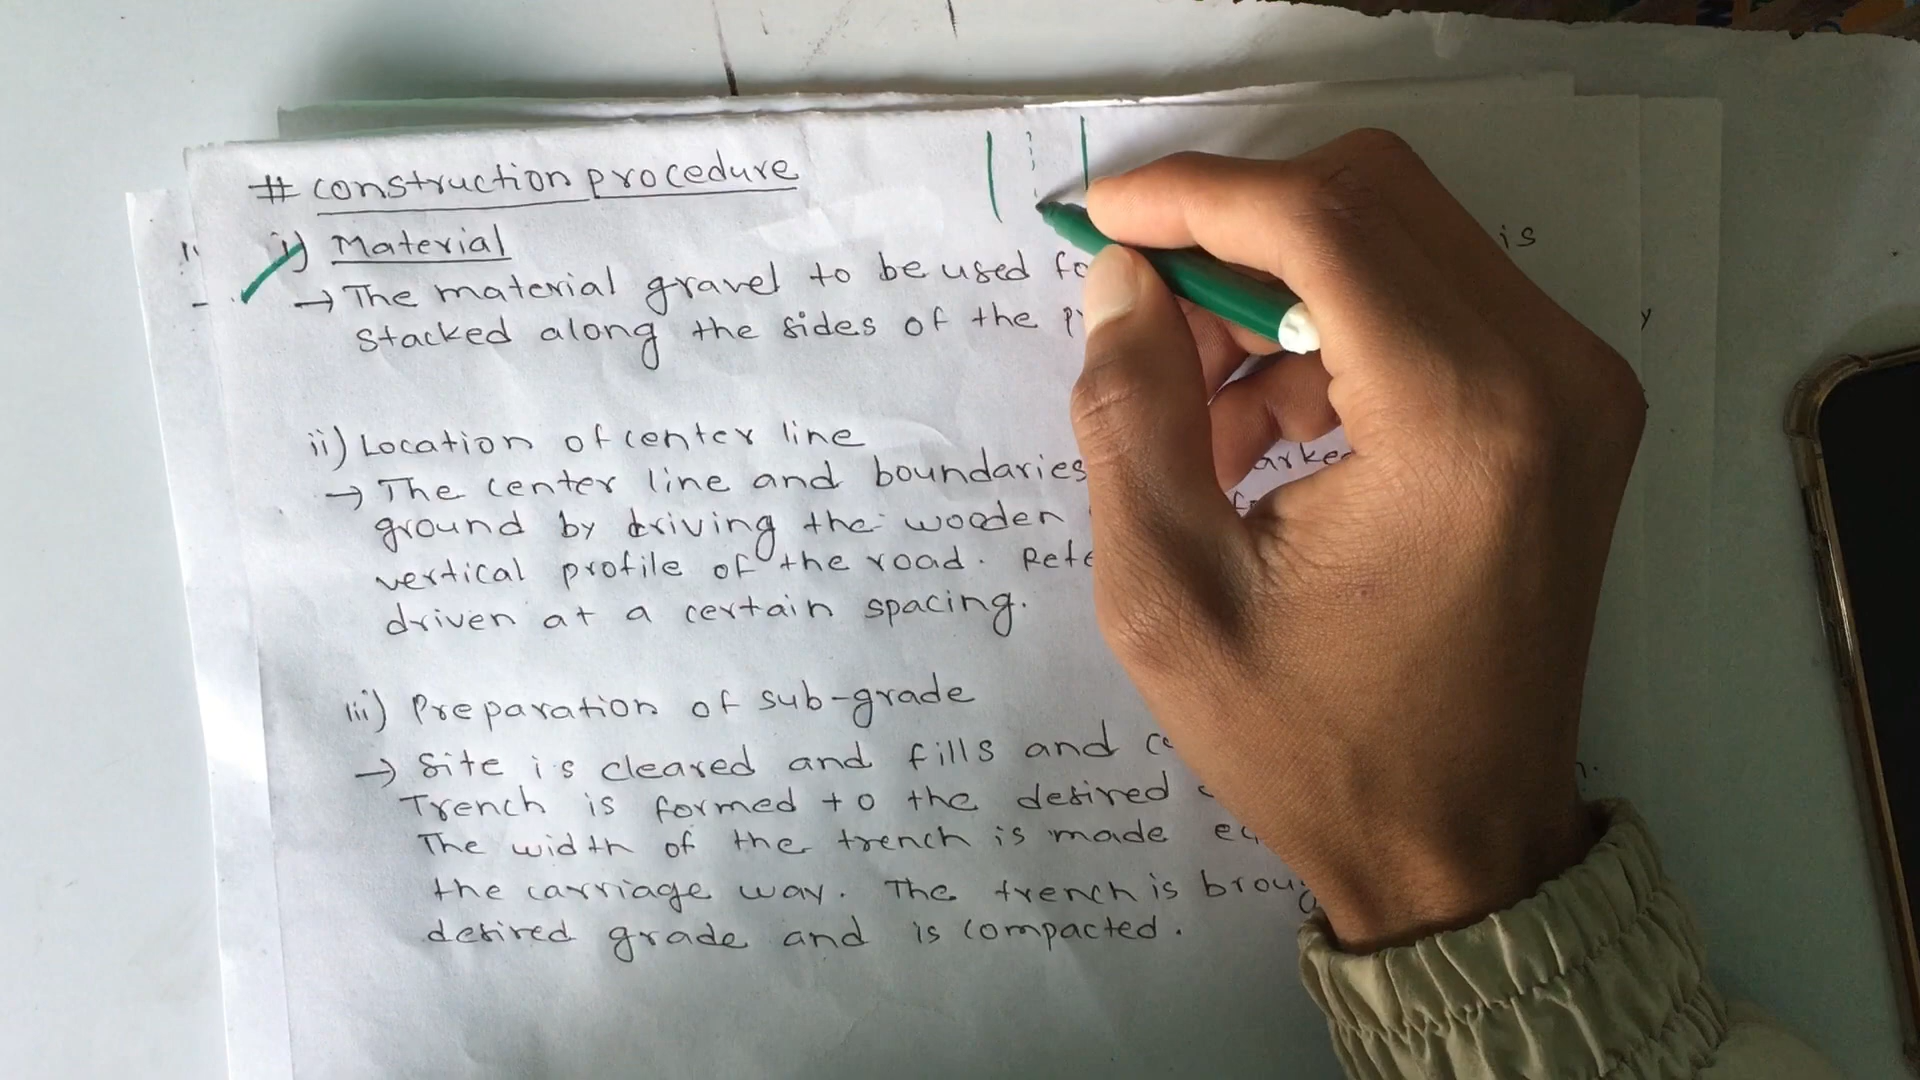 # construction procedure
i) Material
→ The material gravel to be used is
stacked along the sides of the
ii) Location of center line
→ The center line and boundaries
ground by driving the wooden
vertical profile of the road.
driven at a certain spacing.
iii) Preparation of sub-grade
→ Site is cleared and fills and
Trench is formed to the desired
The width of the trench is made
the carriage way. The trench is
desired grade and is compacted.